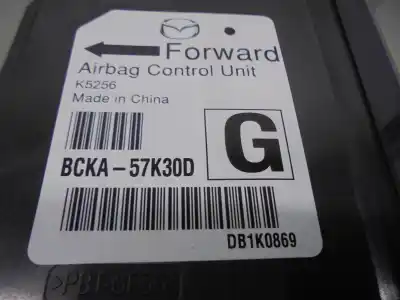 Forward
Airbag Control Unit
K5256
Made in China
BCKA-57K30D
G
DB1K0869